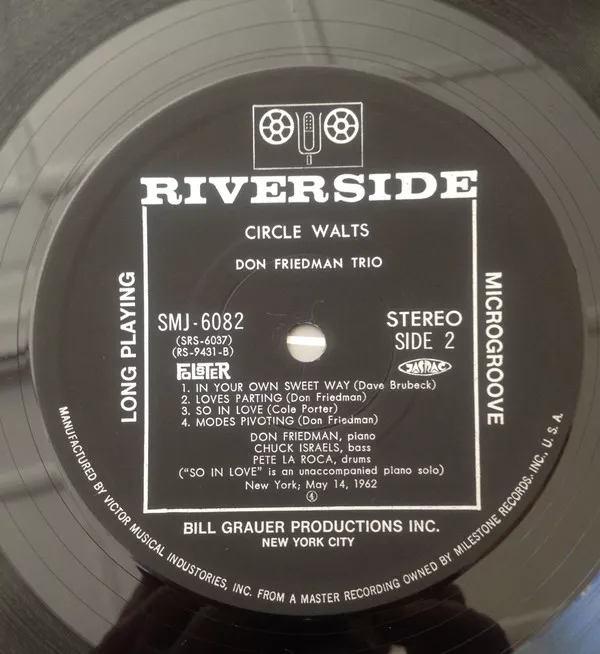 RIVERSIDE
CIRCLE WALTS
DON FRIEDMAN TRIO
LONG PLAYING
MICROGROOVE
SMJ-6082
(SRS-6037)
(RS-9431-B)
STEREO
SIDE 2
JASRAC
1. IN YOUR OWN SWEET WAY (Dave Brubeck)
2. LOVES PARTING (Don Friedman)
3. SO IN LOVE (Cole Porter)
4. MODES PIVOTING (Don Friedman)
DON FRIEDMAN, piano
CHUCK ISRAELS, bass
PETE LA ROCA, drums
("SO IN LOVE" is an unaccompanied piano solo)
New York; May 14, 1962
BILL GRAUER PRODUCTIONS INC.
NEW YORK CITY
MANUFACTURED BY VICTOR MUSICAL INDUSTRIES, INC. FROM A MASTER RECORDING OWNED BY MILESTONE RECORDS, INC., U. S. A.